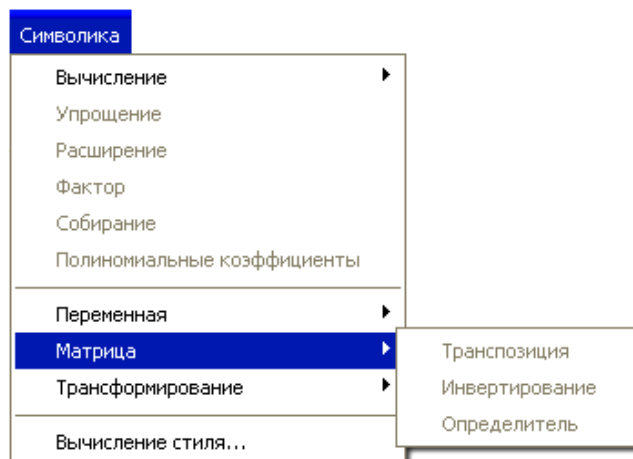 Символика
Вычисление
Упрощение
Расширение
Фактор
Собирание
Полиномиальные коэффициенты
Переменная
Матрица
Транспозиция
Трансформирование
Инвертирование
Определитель
Вычисление стиля...